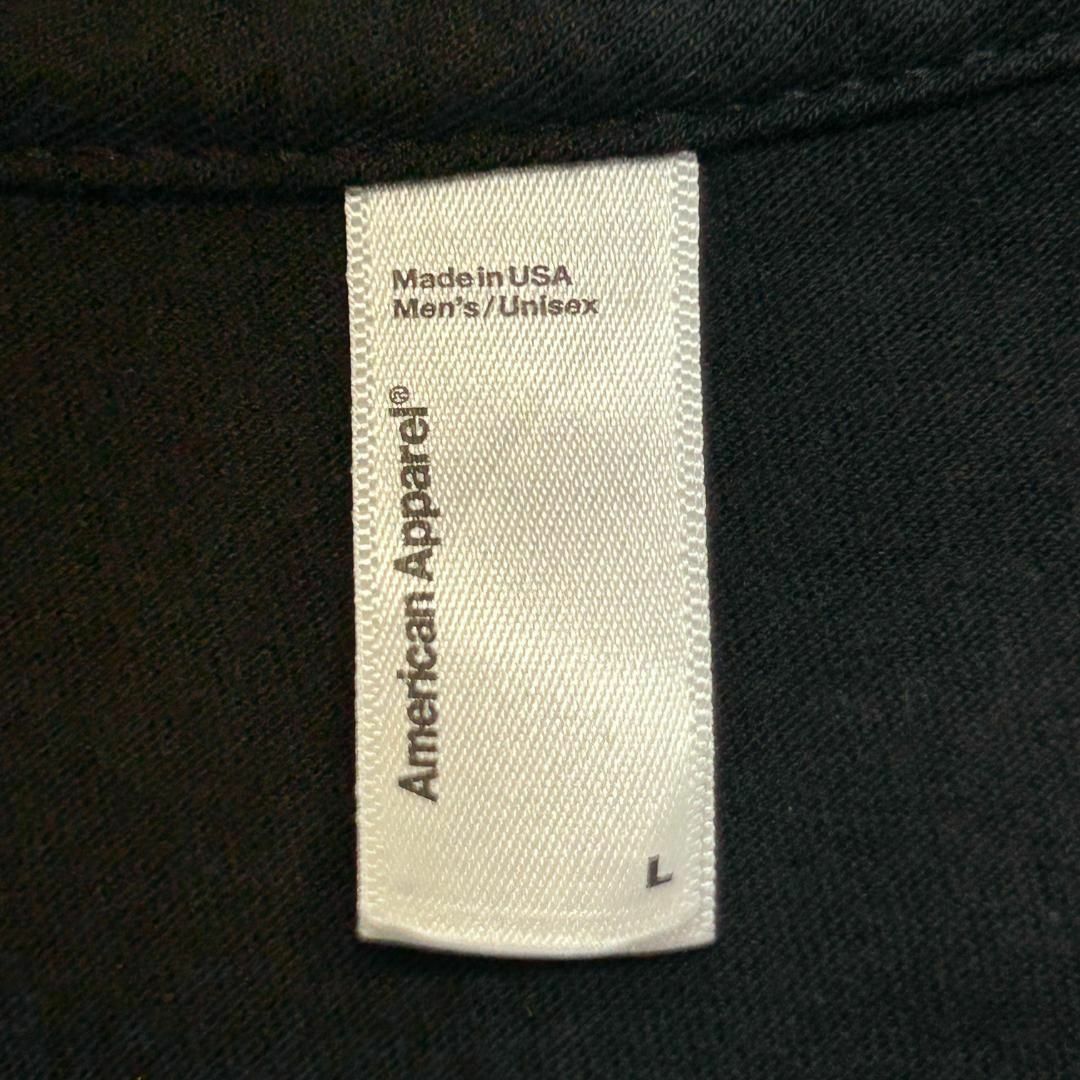 Made in USA
Men's/Unisex
American Apparel®
L